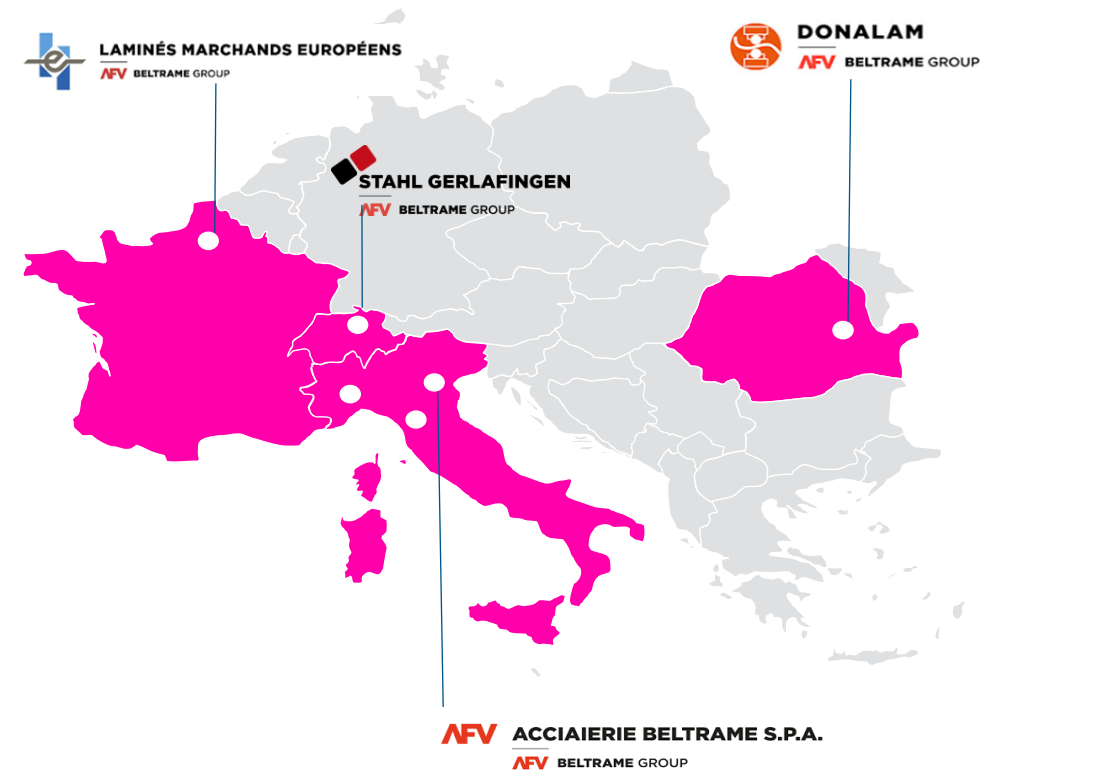 LAMINÉS MARCHANDS EUROPÉENS
AFV BELTRAME GROUP
DONALAM
AFV BELTRAME GROUP
STAHL GERLAFINGEN
AFV BELTRAME GROUP
AFV ACCIAIERIE BELTRAME S.P.A.
AFV BELTRAME GROUP